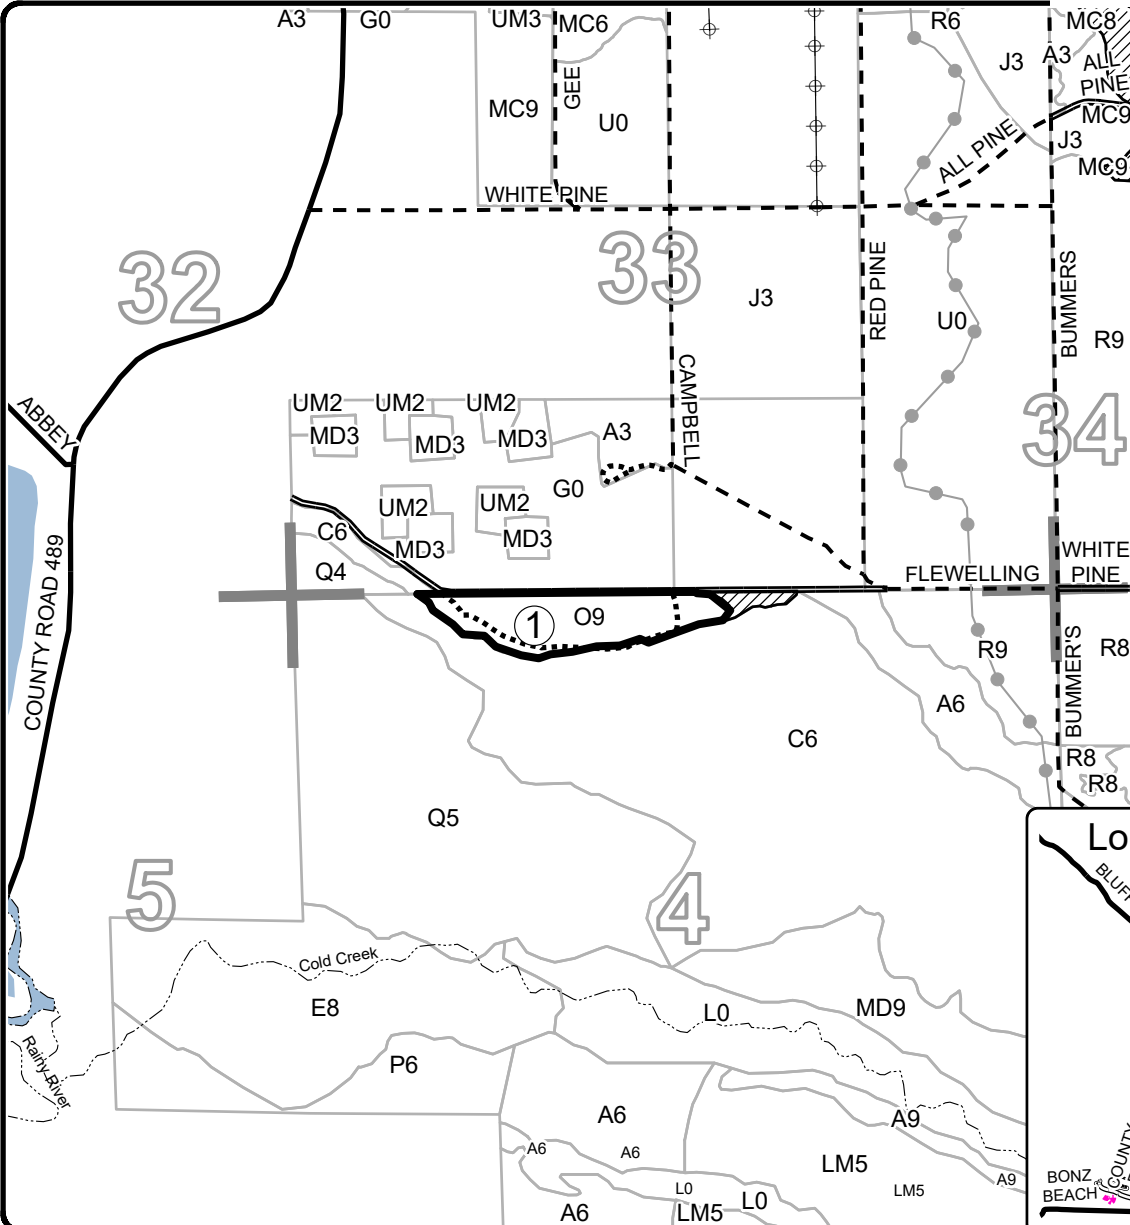 A3
G0
UM3
MC6
R6
MC8
J3
A3
ALL
PINE
GEE
MC9
U0
MC9
ALL PINE
J3
MC9
WHITE PINE
32
33
J3
RED PINE
U0
BUMMERS
R9
CAMPBELL
UM2
UM2
UM2
ABBEY
MD3
MD3
MD3
A3
34
G0
UM2
UM2
C6
MD3
MD3
COUNTY ROAD 489
Q4
FLEWELLING
WHITE
PINE
1
O9
R9
BUMMER'S
R8
A6
C6
R8
R8
Q5
Lo
BLUFF
5
4
Cold Creek
E8
L0
MD9
Rainy River
P6
A6
A9
A6
A6
LM5
COUNTY
L0
LM5
A9
BONZ
BEACH
A6
LM5
L0